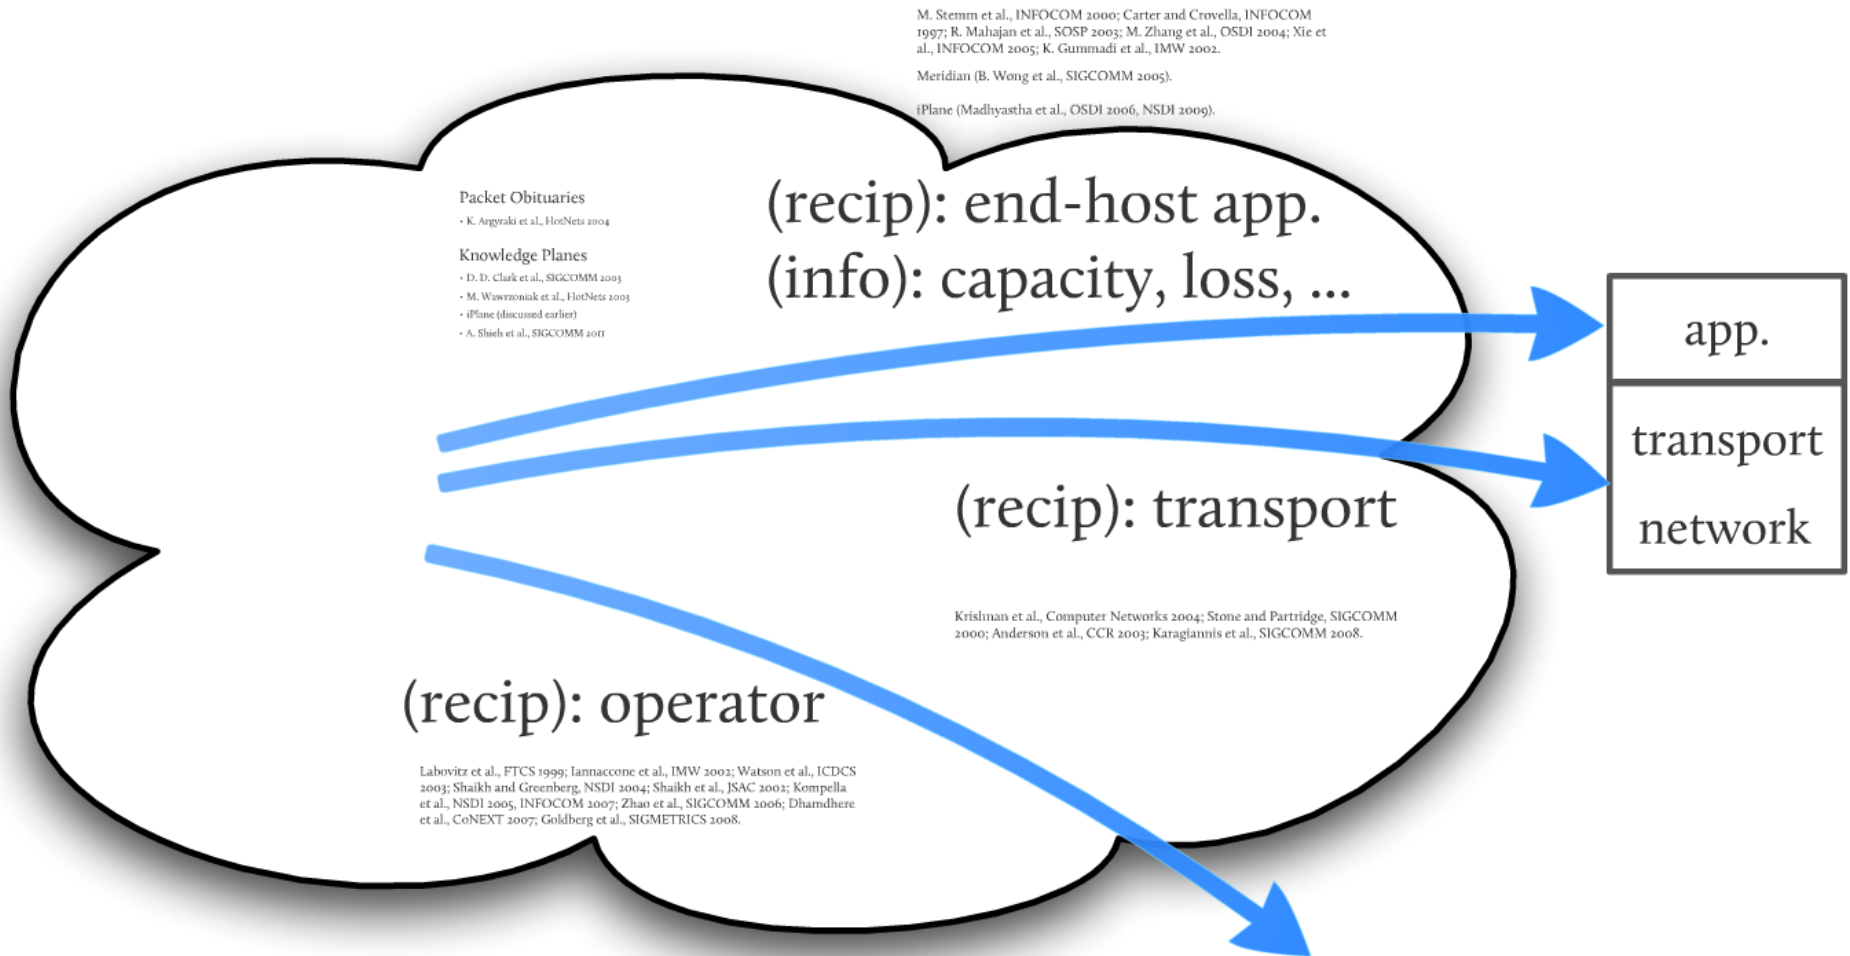 M. Stemm et al., INFOCOM 2000; Carter and Crovella, INFOCOM
1997; R. Mahajan et al., SOSP 2003; M. Zhang et al., OSDI 2004; Xie et
al., INFOCOM 2005; K. Gummadi et al., IMW 2002.
Meridian (B. Wong et al., SIGCOMM 2005).
iPlane (Madhyastha et al., OSDI 2006, NSDI 2009).
Packet Obituaries
• K. Argyraki et al., HotNets 2004
Knowledge Planes
• D. D. Clark et al., SIGCOMM 2003
• M. Wawrzoniak et al., HotNets 2003
• iPlane (discussed earlier)
• A. Shieh et al., SIGCOMM 2011
(recip): end-host app.
(info): capacity, loss, ...
app.
transport
network
(recip): transport
Krishnan et al., Computer Networks 2004; Stone and Partridge, SIGCOMM
2000; Anderson et al., CCR 2003; Karagiannis et al., SIGCOMM 2008.
(recip): operator
Labovitz et al., FTCS 1999; Iannaccone et al., IMW 2002; Watson et al., ICDCS
2003; Shaikh and Greenberg, NSDI 2004; Shaikh et al., JSAC 2002; Kompella
et al., NSDI 2005, INFOCOM 2007; Zhao et al., SIGCOMM 2006; Dhamdhere
et al., CoNEXT 2007; Goldberg et al., SIGMETRICS 2008.